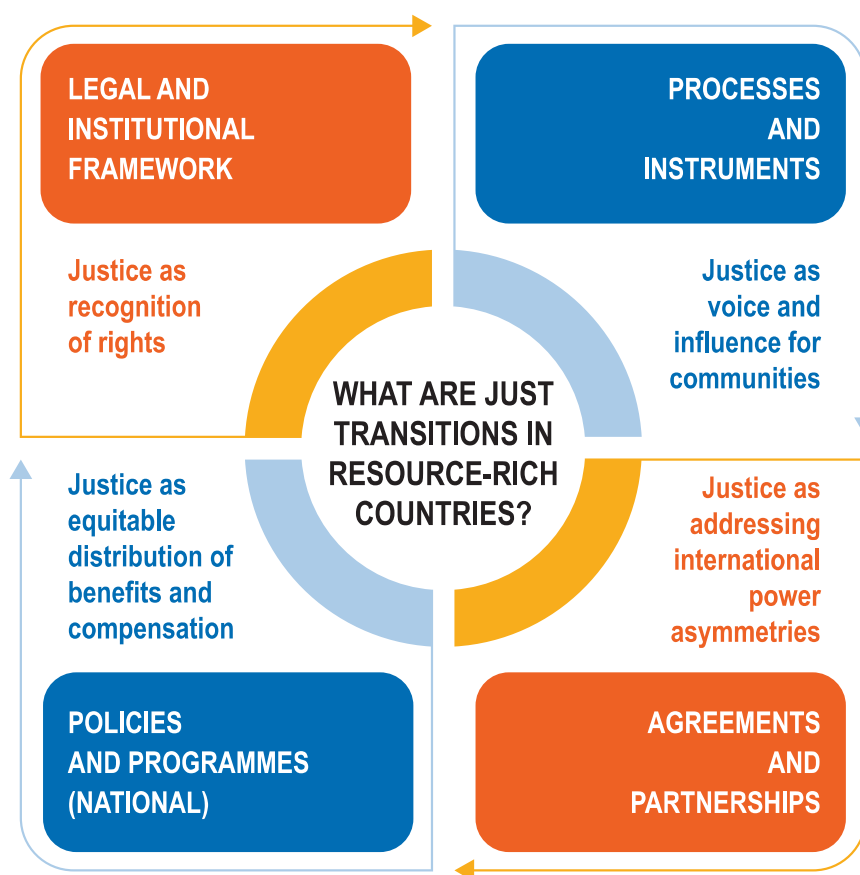 LEGAL AND
INSTITUTIONAL
FRAMEWORK
Justice as
recognition
of rights
PROCESSES
AND
INSTRUMENTS
Justice as
voice and
influence for
communities
WHAT ARE JUST
TRANSITIONS IN
RESOURCE-RICH
COUNTRIES?
Justice as
equitable
distribution of
benefits and
compensation
POLICIES
AND PROGRAMMES
(NATIONAL)
Justice as
addressing
international
power
asymmetries
AGREEMENTS
AND
PARTNERSHIPS